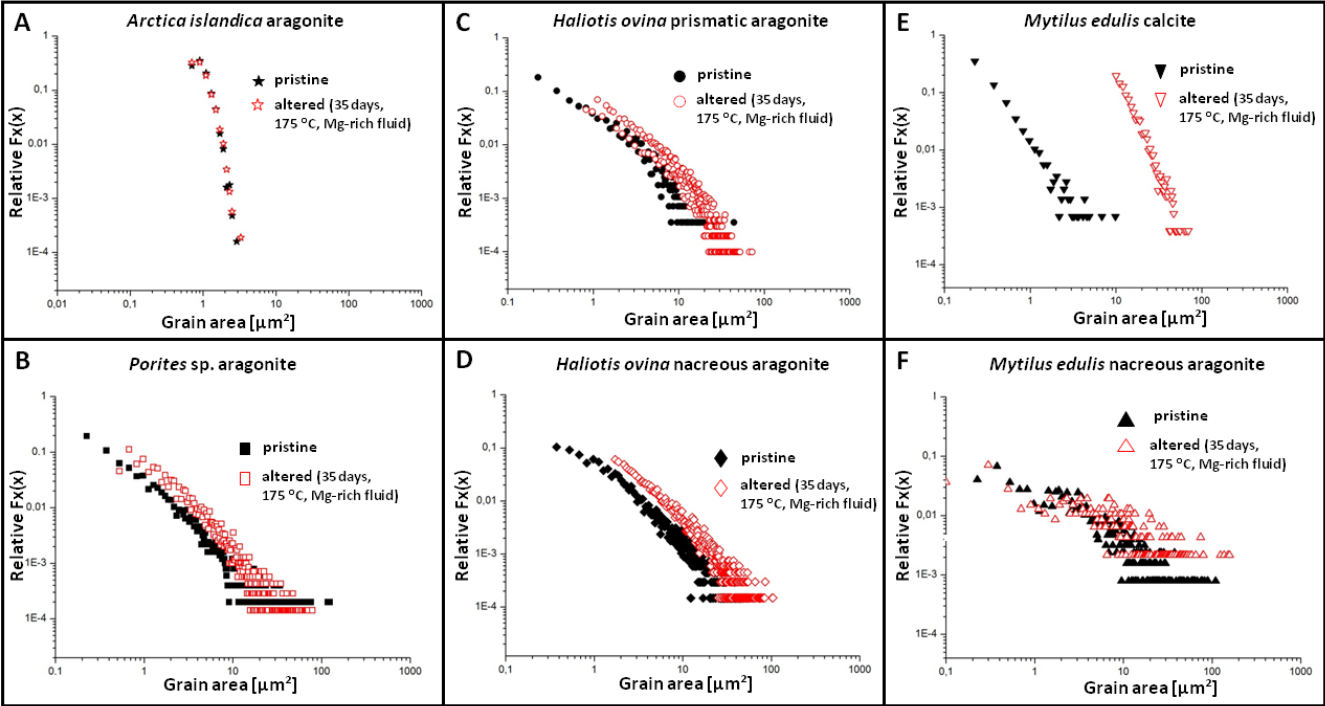 A
Arctica islandica aragonite
Relative Fx(x)
1
0.1
0,01
1E-3
1E-4
pristine
altered (35 days,
175 °C, Mg-rich fluid)
0,01
0,1
1
10
100
1000
Grain area [µm²]
C
Haliotis ovina prismatic aragonite
Relative Fx(x)
1
0.1
0.01
1E-3
1E-4
pristine
altered (35 days,
175 °C, Mg-rich fluid)
0.1
1
10
100
1000
Grain area [µm²]
E
Mytilus edulis calcite
Relative Fx(x)
1
0.1
0,01
1E-3
1E-4
pristine
altered (35 days,
175 °C, Mg-rich fluid)
0.1
1
10
100
1000
Grain area [µm²]
B
Porites sp. aragonite
Relative Fx(x)
1
0.1
0.01
1E-3
1E-4
pristine
altered (35 days,
175 °C, Mg-rich fluid)
0.1
1
10
100
1000
Grain area [µm²]
D
Haliotis ovina nacreous aragonite
Relative Fx(x)
1
0.1
0,01
1E-3
1E-4
pristine
altered (35 days,
175 °C, Mg-rich fluid)
0.1
1
10
100
1000
Grain area [µm²]
F
Mytilus edulis nacreous aragonite
Relative Fx(x)
1
0.1
0,01
1E-3
1E-4
pristine
altered (35 days,
175 °C, Mg-rich fluid)
0.1
1
10
100
1000
Grain area [µm²]